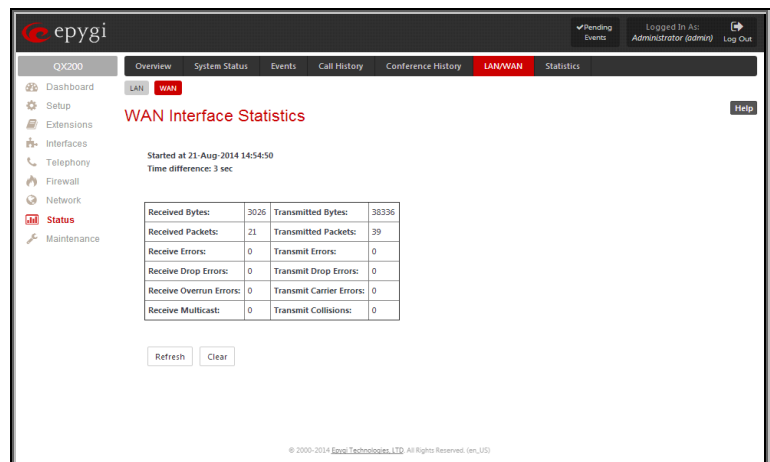 epygi
Pending Events
Logged In As:
Administrator (admin)
Log Out
QX200
Overview System Status Events Call History Conference History LAN/WAN Statistics
Dashboard
Setup
Extensions
Interfaces
Telephony
Firewall
Network
Status
Maintenance
LAN WAN
Help
WAN Interface Statistics
Started at 21-Aug-2014 14:54:50
Time difference: 3 sec
Received Bytes: 3026 Transmitted Bytes: 38336
Received Packets: 21 Transmitted Packets: 39
Receive Errors: 0 Transmit Errors: 0
Receive Drop Errors: 0 Transmit Drop Errors: 0
Receive Overrun Errors: 0 Transmit Carrier Errors: 0
Receive Multicast: 0 Transmit Collisions: 0
Refresh Clear
© 2000-2014 Epygi Technologies, LTD. All Rights Reserved. (en_US)